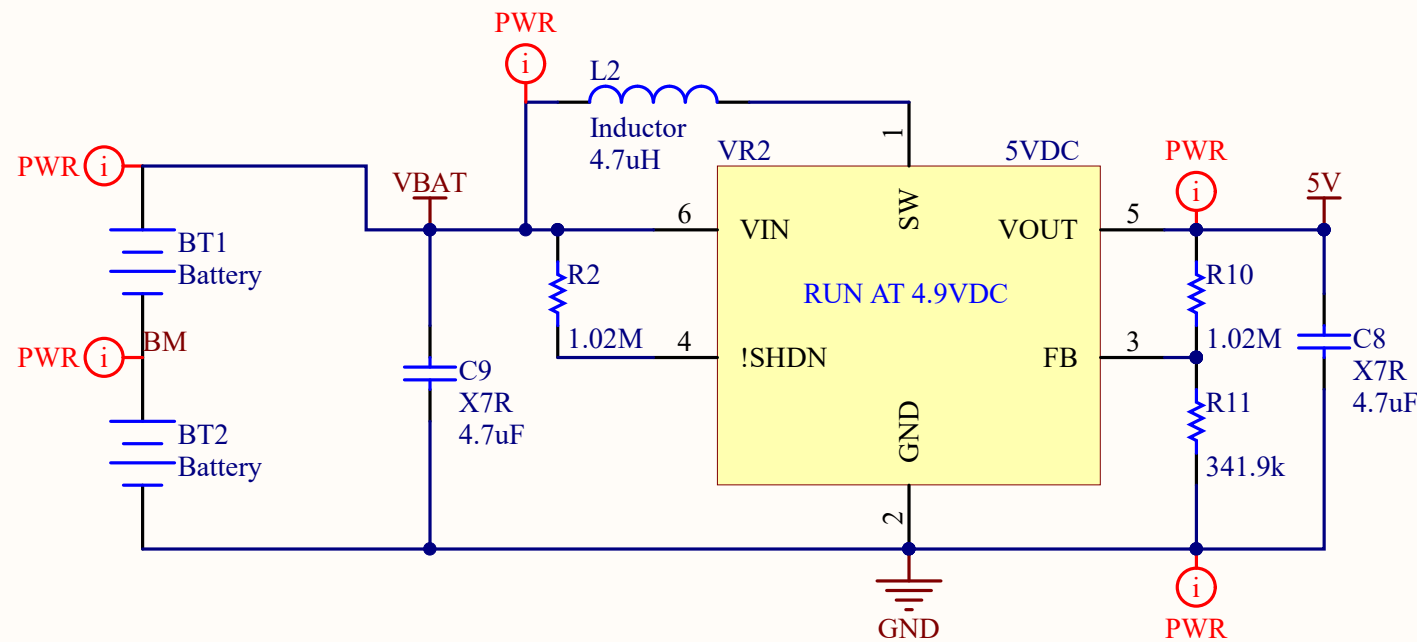 PWR
i
L2
Inductor
4.7uH
1
VR2
5VDC
PWR
i
PWR
i
VBAT
5V
6
VIN
SW
VOUT
5
BT1
Battery
R2
1.02M
RUN AT 4.9VDC
R10
1.02M
PWR
i
BM
4
!SHDN
FB
3
C8
X7R
4.7uF
C9
X7R
4.7uF
R11
341.9k
BT2
Battery
GND
2
GND
i
PWR